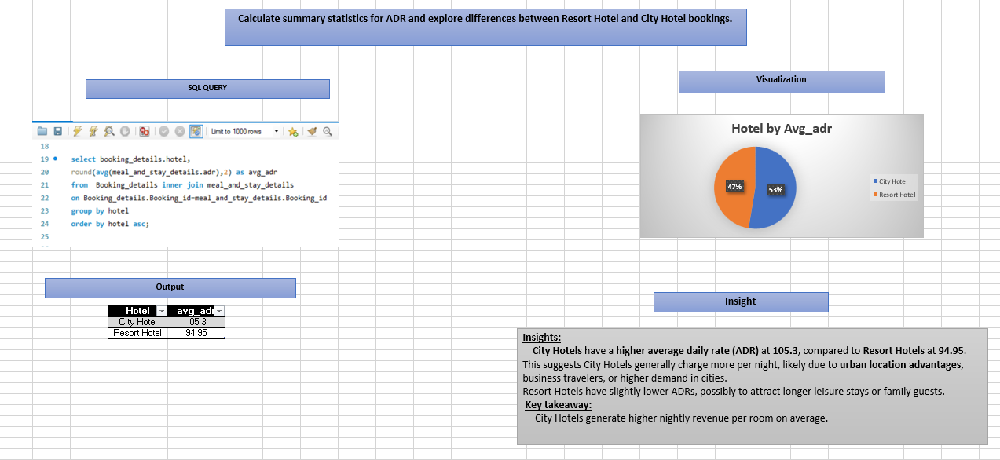 Calculate summary statistics for ADR and explore differences between Resort Hotel and City Hotel bookings.
SQL QUERY
Limit to 1000 rows
18
19 select booking_details.hotel,
20 round(avg(meal_and_stay_details.adr),2) as avg_adr
21 from Booking_details inner join meal_and_stay_details
22 on Booking_details.Booking_id=meal_and_stay_details.Booking_id
23 group by hotel
24 order by hotel asc;
25
Output
Hotel avg_adr
City Hotel 105.3
Resort Hotel 94.95
Visualization
Hotel by Avg_adr
47%
53%
City Hotel
Resort Hotel
Insight
Insights:
City Hotels have a higher average daily rate (ADR) at 105.3, compared to Resort Hotels at 94.95.
This suggests City Hotels generally charge more per night, likely due to urban location advantages,
business travelers, or higher demand in cities.
Resort Hotels have slightly lower ADRs, possibly to attract longer leisure stays or family guests.
Key takeaway:
City Hotels generate higher nightly revenue per room on average.